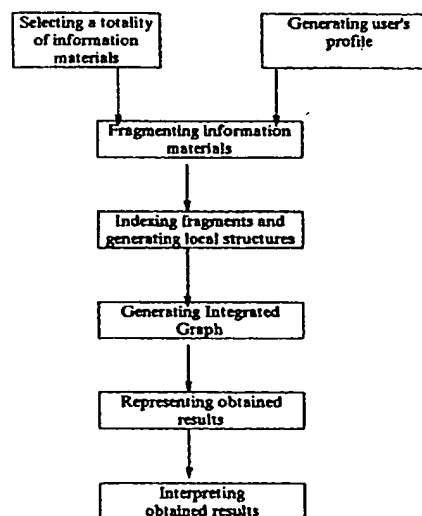 Selecting a totality
of information
materials
Generating user's
profile
Fragmenting information
materials
Indexing fragments and
generating local structures
Generating Integrated
Graph
Representing obtained
results
Interpreting
obtained results